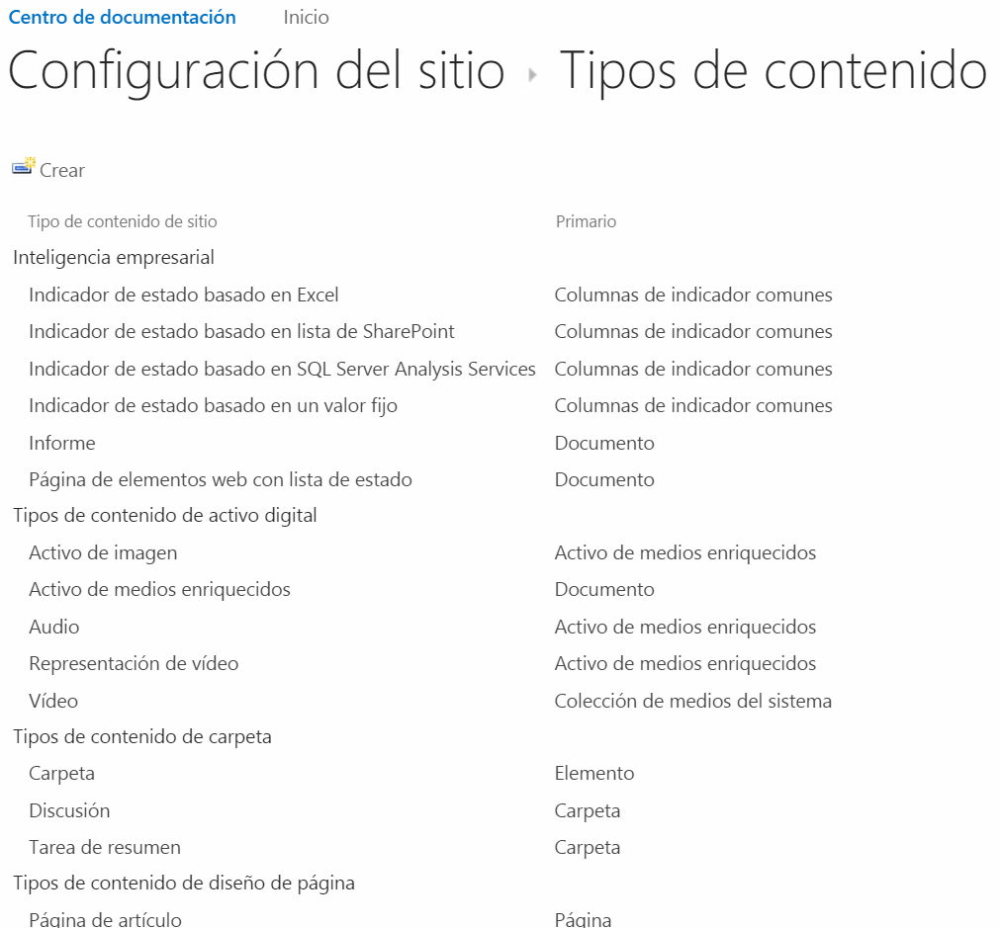 Centro de documentación Inicio
Configuración del sitio Tipos de contenido
Crear
Tipo de contenido de sitio Primario
Inteligencia empresarial
Indicador de estado basado en Excel Columnas de indicador comunes
Indicador de estado basado en lista de SharePoint Columnas de indicador comunes
Indicador de estado basado en SQL Server Analysis Services Columnas de indicador comunes
Indicador de estado basado en un valor fijo Columnas de indicador comunes
Informe Documento
Página de elementos web con lista de estado Documento
Tipos de contenido de activo digital
Activo de imagen Activo de medios enriquecidos
Activo de medios enriquecidos Documento
Audio Activo de medios enriquecidos
Representación de vídeo Activo de medios enriquecidos
Vídeo Colección de medios del sistema
Tipos de contenido de carpeta
Carpeta Elemento
Discusión Carpeta
Tarea de resumen Carpeta
Tipos de contenido de diseño de página
Página de artículo Página